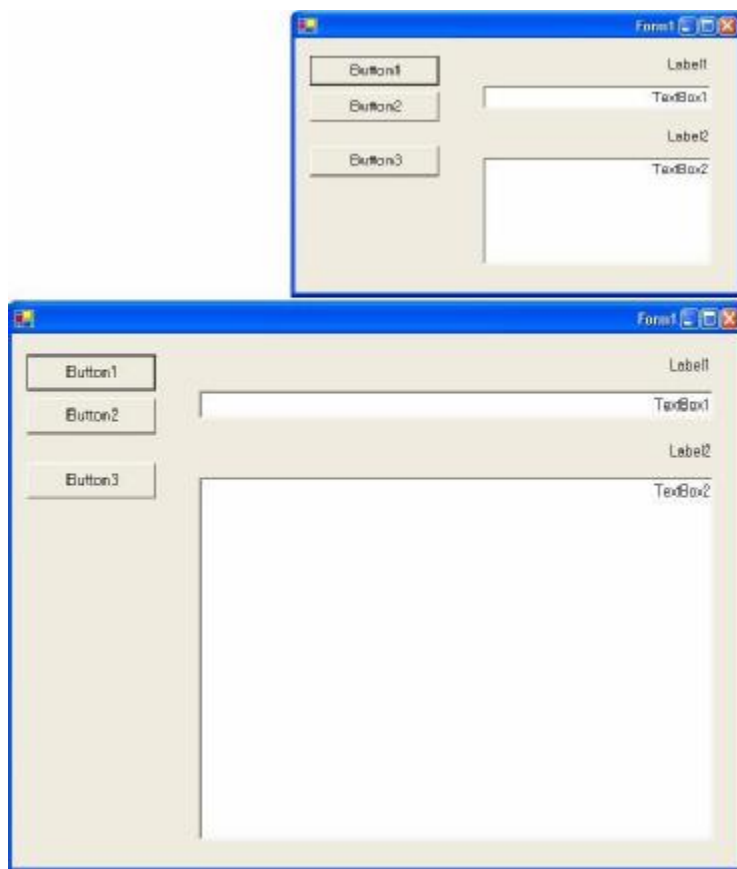 Form1
Button1
Label1
TextBox1
Button2
Label2
Button3
TextBox2
Form1
Button1
Label1
TextBox1
Button2
Label2
Button3
TextBox2